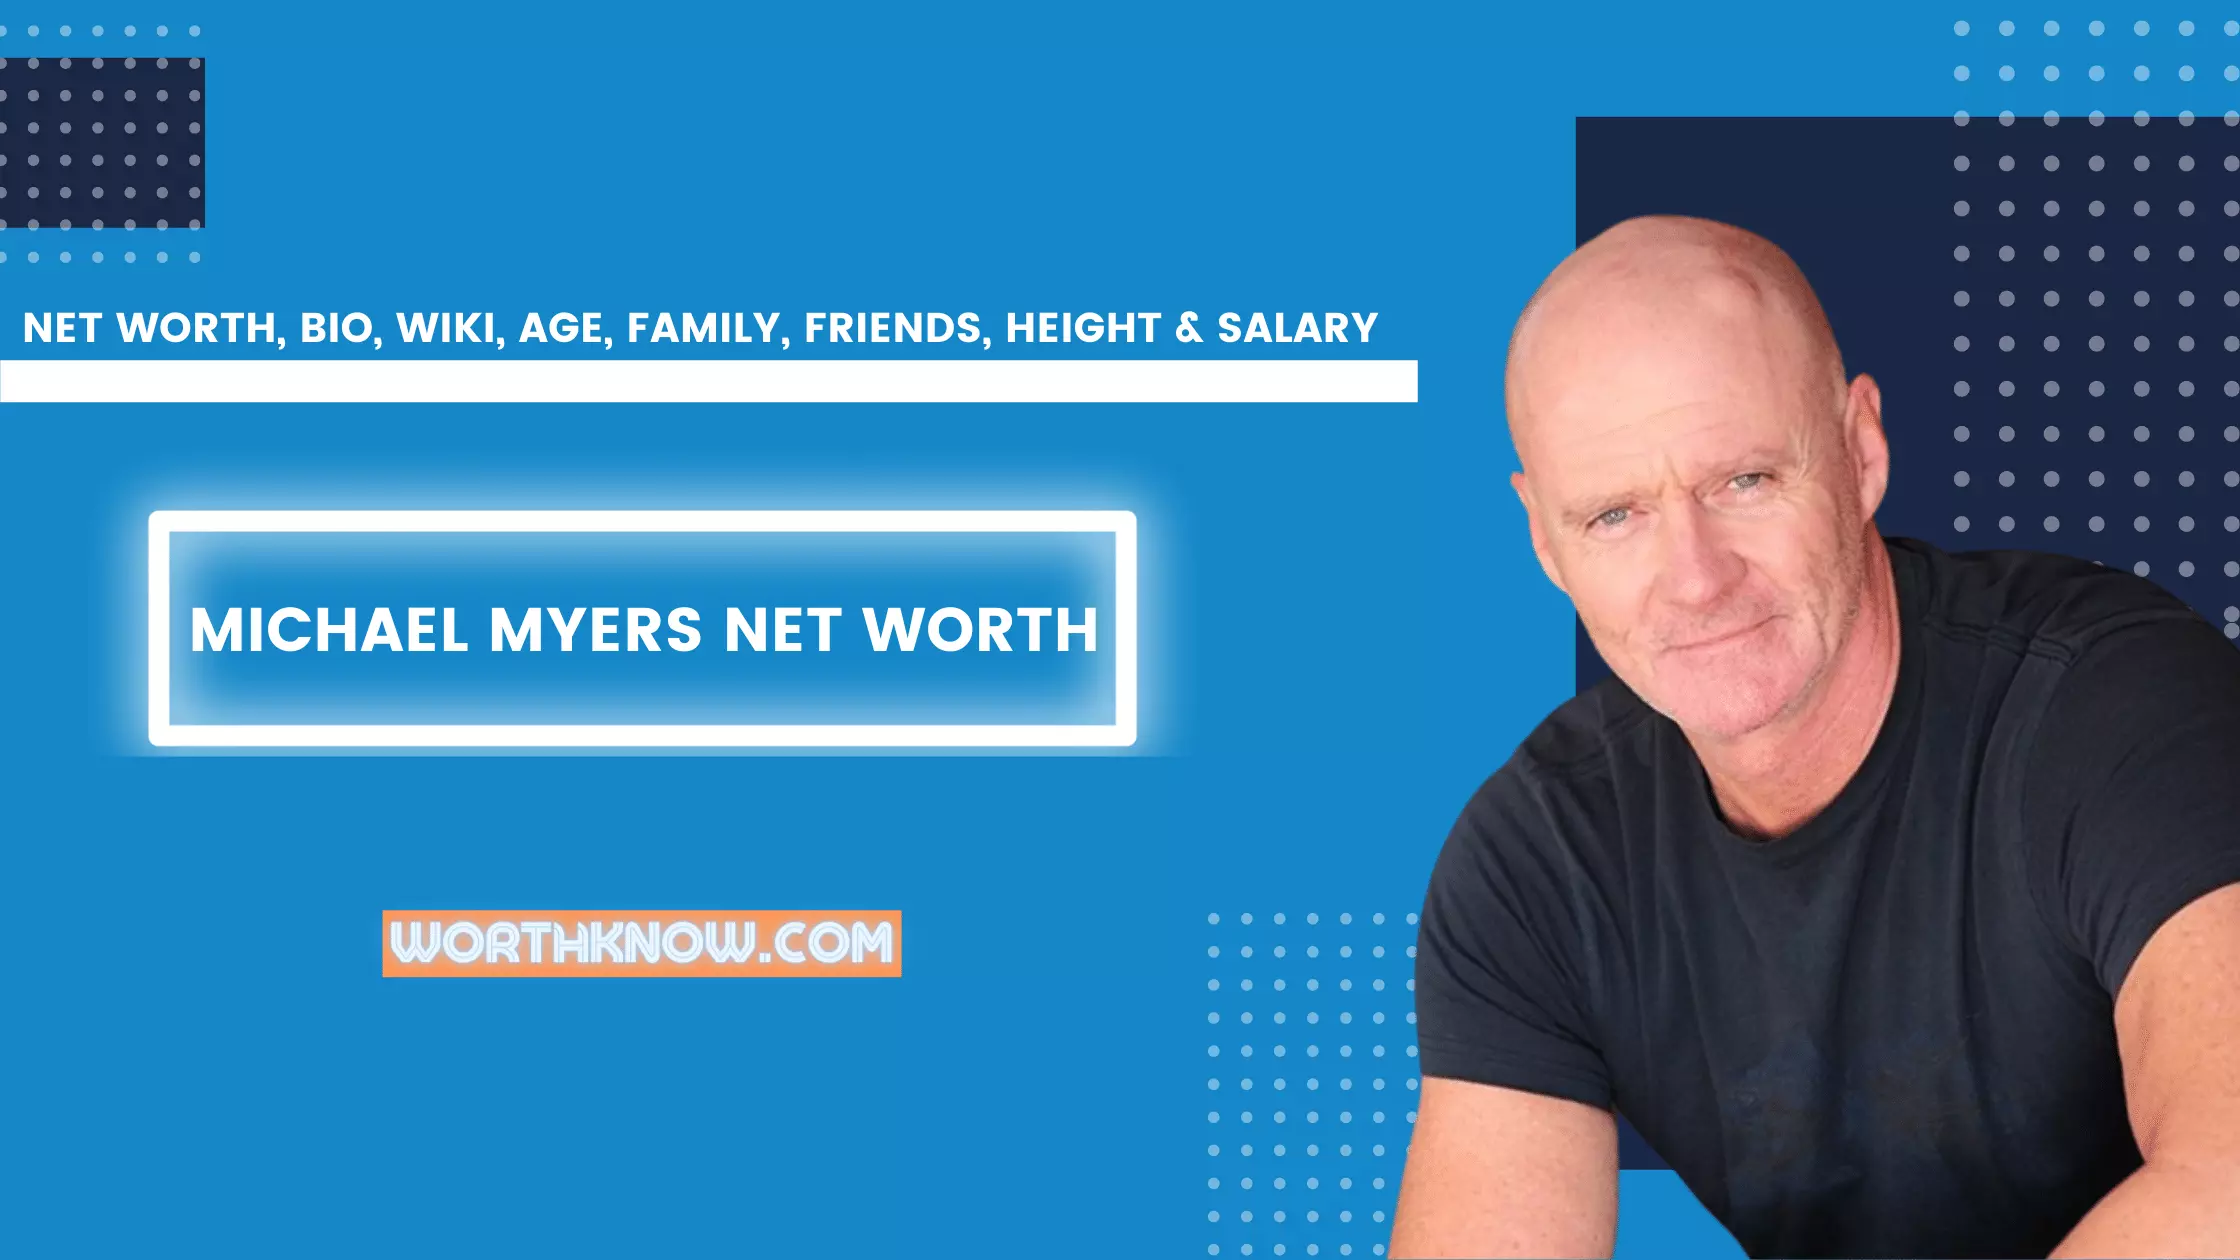 NET WORTH, BIO, WIKI, AGE, FAMILY, FRIENDS, HEIGHT & SALARY
MICHAEL MYERS NET WORTH
WORTHKNOW.COM